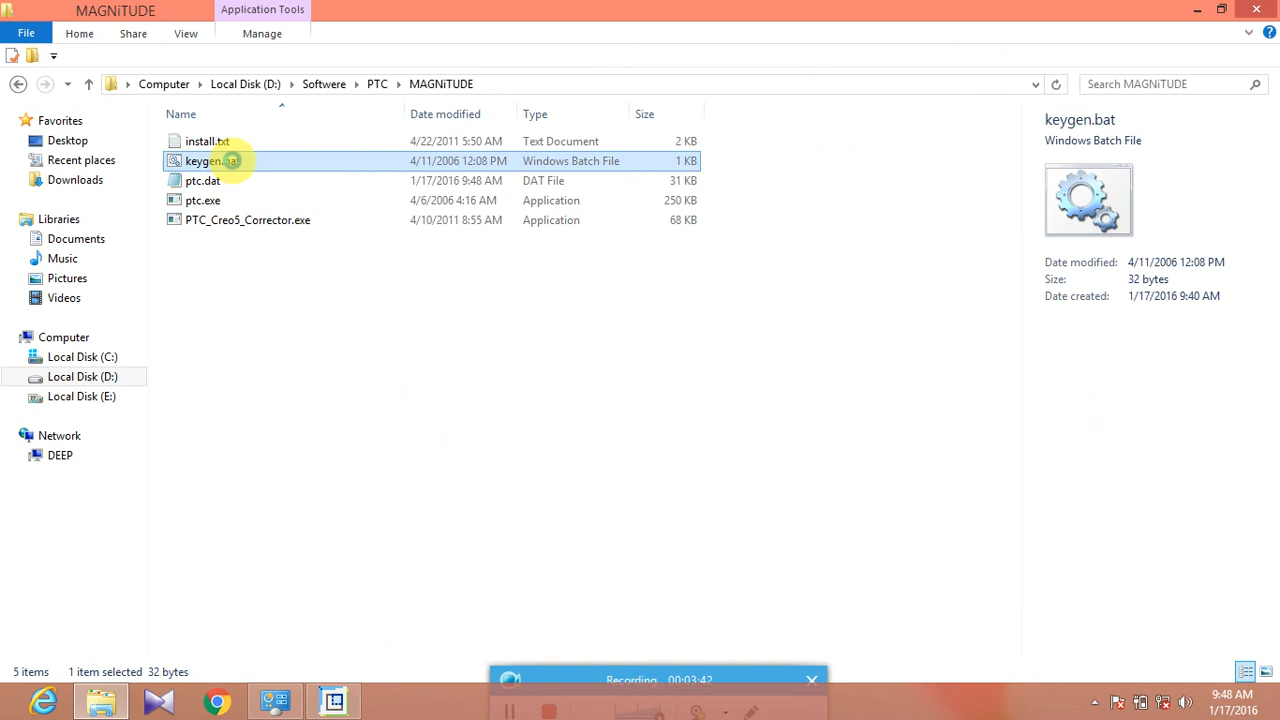 MAGNiTUDE
Application Tools
File
Home
Share
View
Manage
Computer
Local Disk (D:)
Softwere
PTC
MAGNiTUDE
Search MAGNiTUDE
Name
Date modified
Type
Size
install.txt 4/22/2011 5:50 AM Text Document 2 KB
keygen.bat 4/11/2006 12:08 PM Windows Batch File 1 KB
ptc.dat 1/17/2016 9:48 AM DAT File 31 KB
ptc.exe 4/6/2006 4:16 AM Application 250 KB
PTC_Creo5_Corrector.exe 4/10/2011 8:55 AM Application 68 KB
Favorites
Desktop
Recent places
Downloads
Libraries
Documents
Music
Pictures
Videos
Computer
Local Disk (C:)
Local Disk (D:)
Local Disk (E:)
Network
DEEP
keygen.bat
Windows Batch File
Date modified: 4/11/2006 12:08 PM
Size: 32 bytes
Date created: 1/17/2016 9:40 AM
5 items
1 item selected 32 bytes
Recording 00:03:42
9:48 AM
1/17/2016